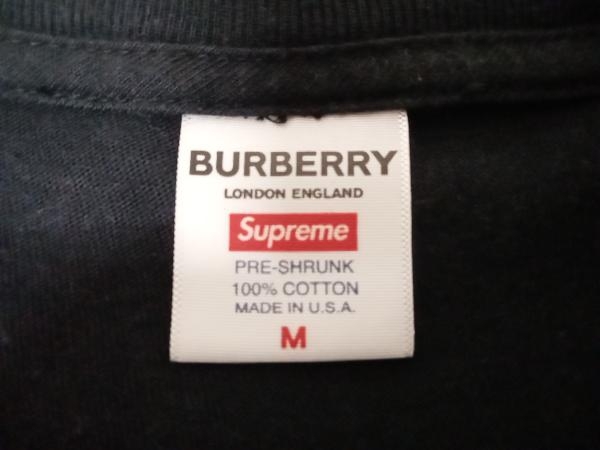 BURBERRY
LONDON ENGLAND
Supreme
PRE-SHRUNK
100% COTTON
MADE IN U.S.A.
M